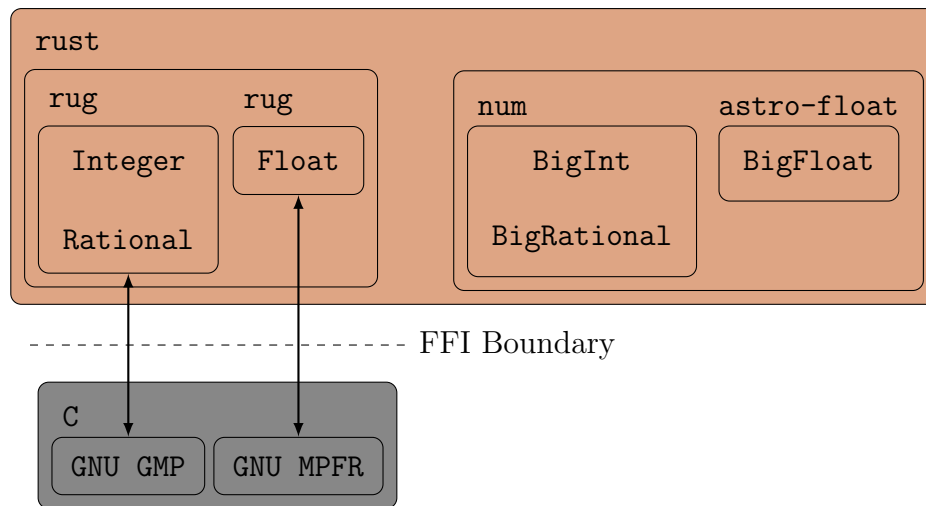 rust
rug rug
Integer Float
Rational
num astro-float
BigInt BigFloat
BigRational
FFI Boundary
C
GNU GMP GNU MPFR